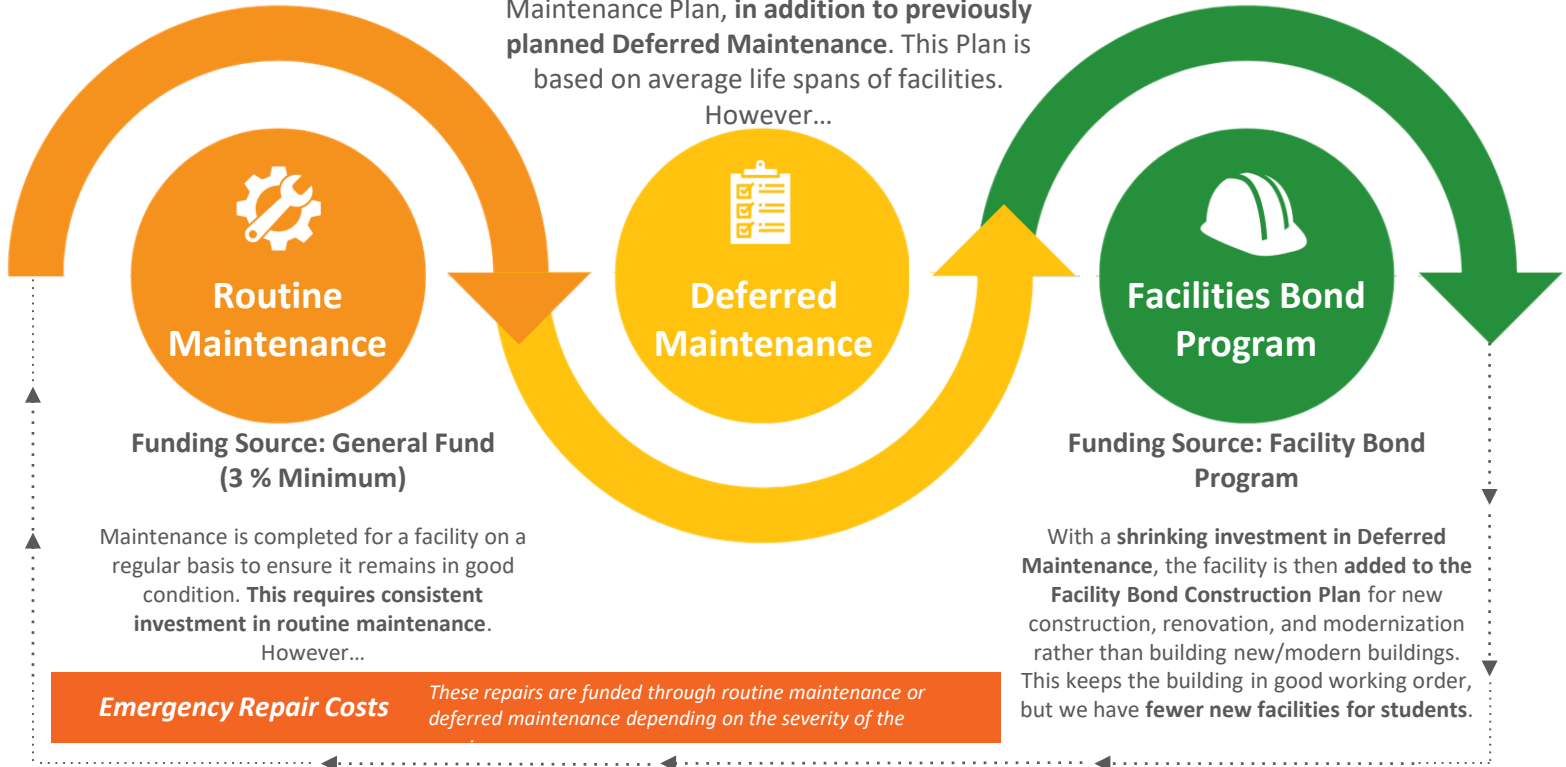 Maintenance Plan, in addition to previously
planned Deferred Maintenance. This Plan is
based on average life spans of facilities.
However…
Routine
Maintenance
Deferred
Maintenance
Facilities Bond
Program
Funding Source: General Fund
(3 % Minimum)
Maintenance is completed for a facility on a
regular basis to ensure it remains in good
condition. This requires consistent
investment in routine maintenance.
However…
Funding Source: Facility Bond
Program
With a shrinking investment in Deferred
Maintenance, the facility is then added to the
Facility Bond Construction Plan for new
construction, renovation, and modernization
rather than building new/modern buildings.
This keeps the building in good working order,
but we have fewer new facilities for students.
Emergency Repair Costs
These repairs are funded through routine maintenance or
deferred maintenance depending on the severity of the